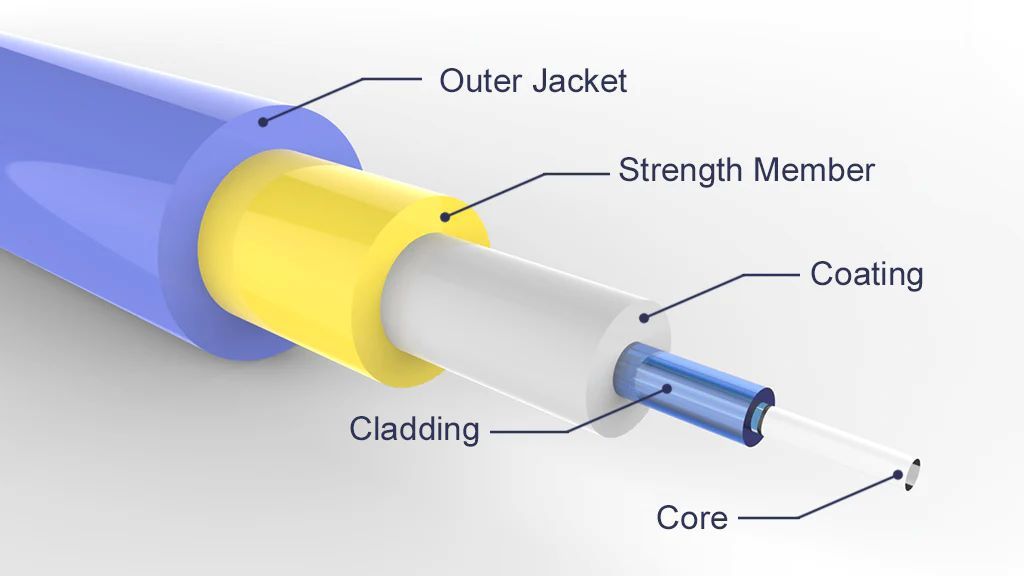 Outer Jacket
Strength Member
Coating
Cladding
Core